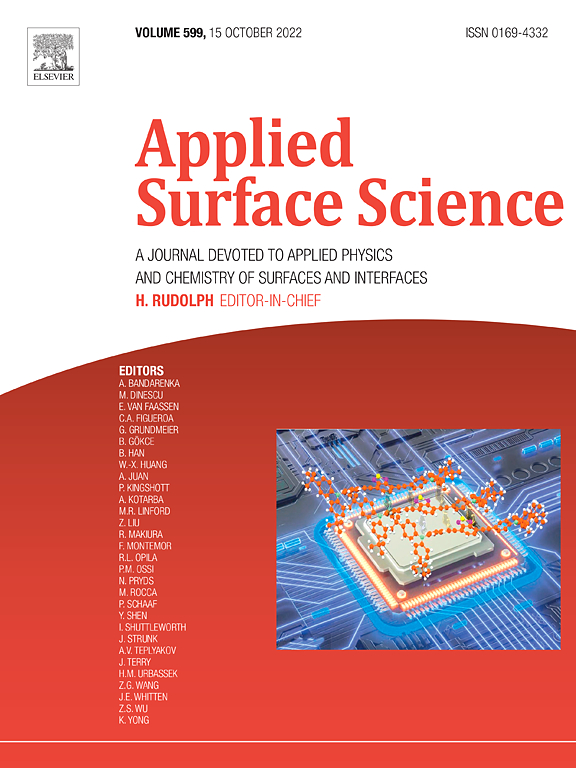 VOLUME 599, 15 OCTOBER 2022
ISSN 0169-4332
ELSEVIER
Applied
Surface Science
A JOURNAL DEVOTED TO APPLIED PHYSICS
AND CHEMISTRY OF SURFACES AND INTERFACES
H. RUDOLPH EDITOR-IN-CHIEF
EDITORS
A. BANDARENKA
M. DINESCU
E. VAN FAASSEN
C.A. FIGUEROA
G. GRUNDMEIER
B. GÖKCE
B. HAN
W.-X. HUANG
A. JUAN
P. KINGSHOTT
A. KOTARBA
M.R. LINFORD
Z. LIU
R. MAKIURA
F. MONTEMOR
R.L. OPILA
P.M. OSSI
N. PRYDS
M. ROCCA
P. SCHAAF
Y. SHEN
I. SHUTTLEWORTH
J. STRUNK
A.V. TEPLYAKOV
J. TERRY
H.M. URBASSEK
Z.G. WANG
J.E. WHITTEN
Z.S. WU
K. YONG